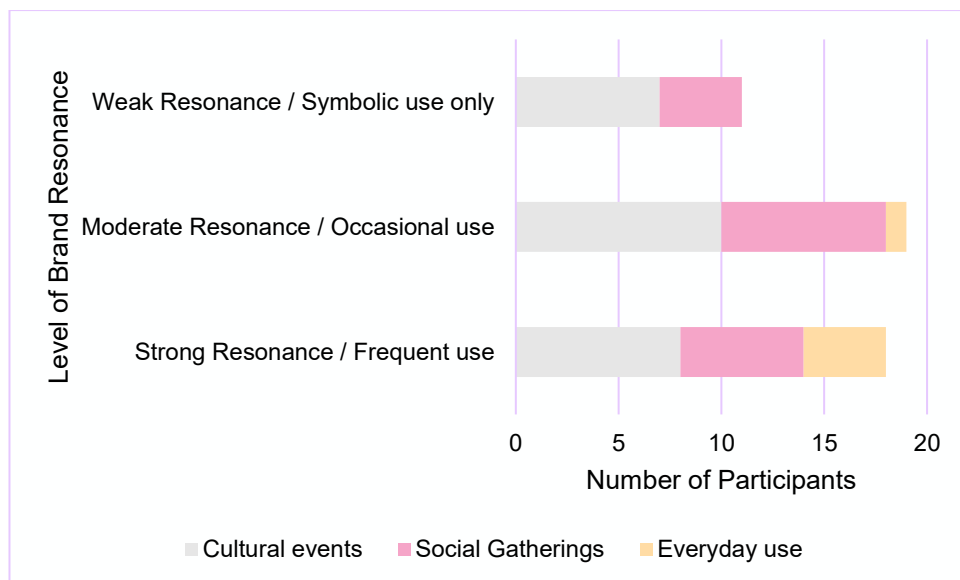 Level of Brand Resonance
Weak Resonance / Symbolic use only
Moderate Resonance / Occasional use
Strong Resonance / Frequent use
0 5 10 15 20
Number of Participants
Cultural events Social Gatherings Everyday use